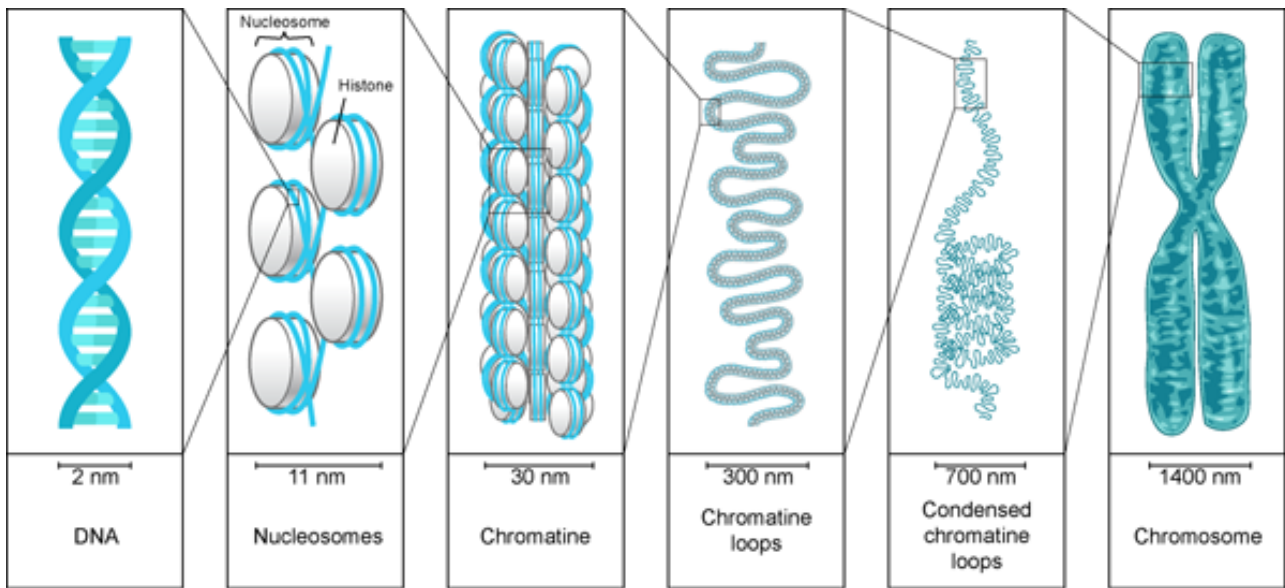 Nucleosome
Histone
2 nm
11 nm
30 nm
300 nm
700 nm
1400 nm
DNA
Nucleosomes
Chromatine
Chromatine
loops
Condensed
chromatine
loops
Chromosome